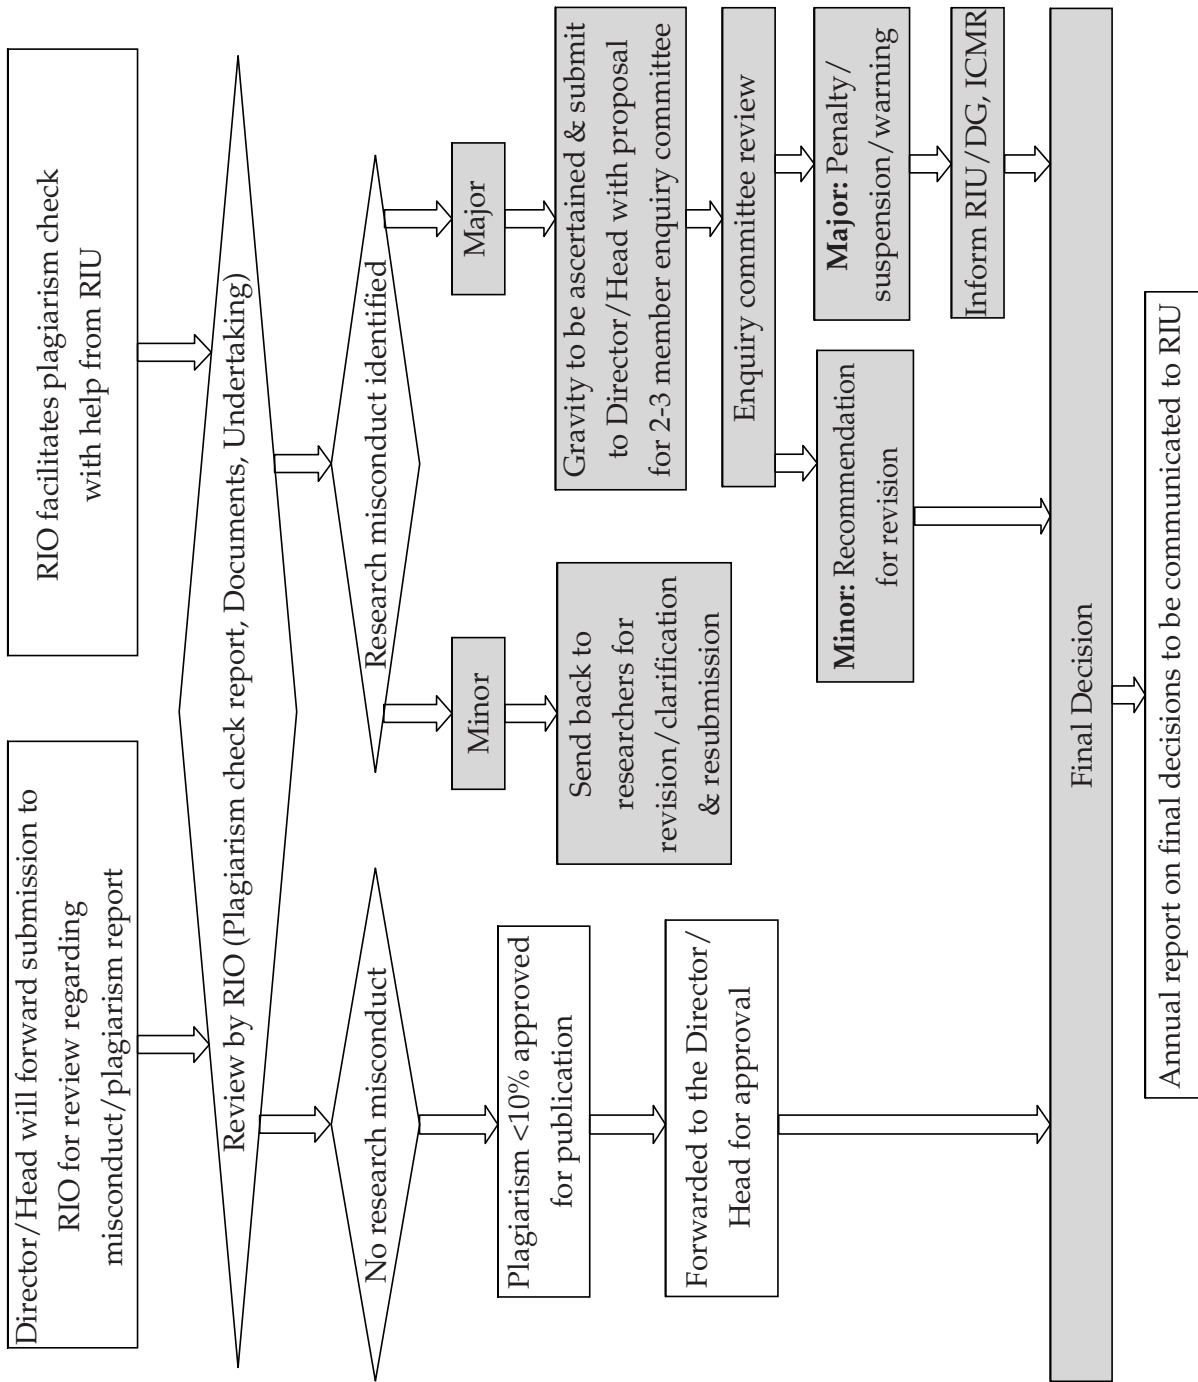 Director/Head will forward submission to
RIO for review regarding
misconduct/plagiarism report
RIO facilitates plagiarism check
with help from RIU
Review by RIO (Plagiarism check report, Documents, Undertaking)
No research misconduct
Research misconduct identified
Plagiarism <10% approved
for publication
Forwarded to the Director/
Head for approval
Minor
Send back to
researchers for
revision/clarification
& resubmission
Major
Gravity to be ascertained & submit
to Director/Head with proposal
for 2-3 member enquiry committee
Enquiry committee review
Minor: Recommendation
for revision
Major: Penalty/
suspension/warning
Inform RIU/DG, ICMR
Final Decision
Annual report on final decisions to be communicated to RIU